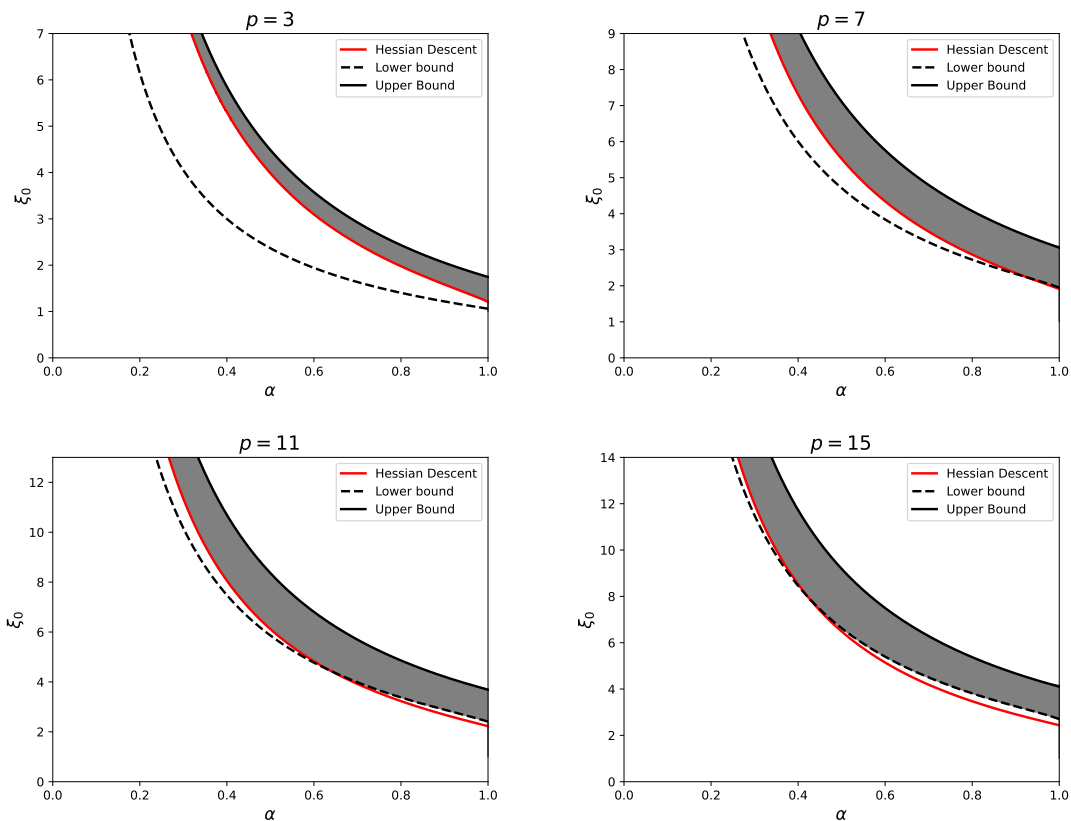 p = 3
7
6
5
4
3
2
1
0
ξ0
0.0 0.2 0.4 0.6 0.8 1.0
α
Hessian Descent
Lower bound
Upper Bound
p = 7
9
8
7
6
5
4
3
2
1
0
ξ0
0.0 0.2 0.4 0.6 0.8 1.0
α
Hessian Descent
Lower bound
Upper Bound
p = 11
12
10
8
6
4
2
0
ξ0
0.0 0.2 0.4 0.6 0.8 1.0
α
Hessian Descent
Lower bound
Upper Bound
p = 15
14
12
10
8
6
4
2
0
ξ0
0.0 0.2 0.4 0.6 0.8 1.0
α
Hessian Descent
Lower bound
Upper Bound